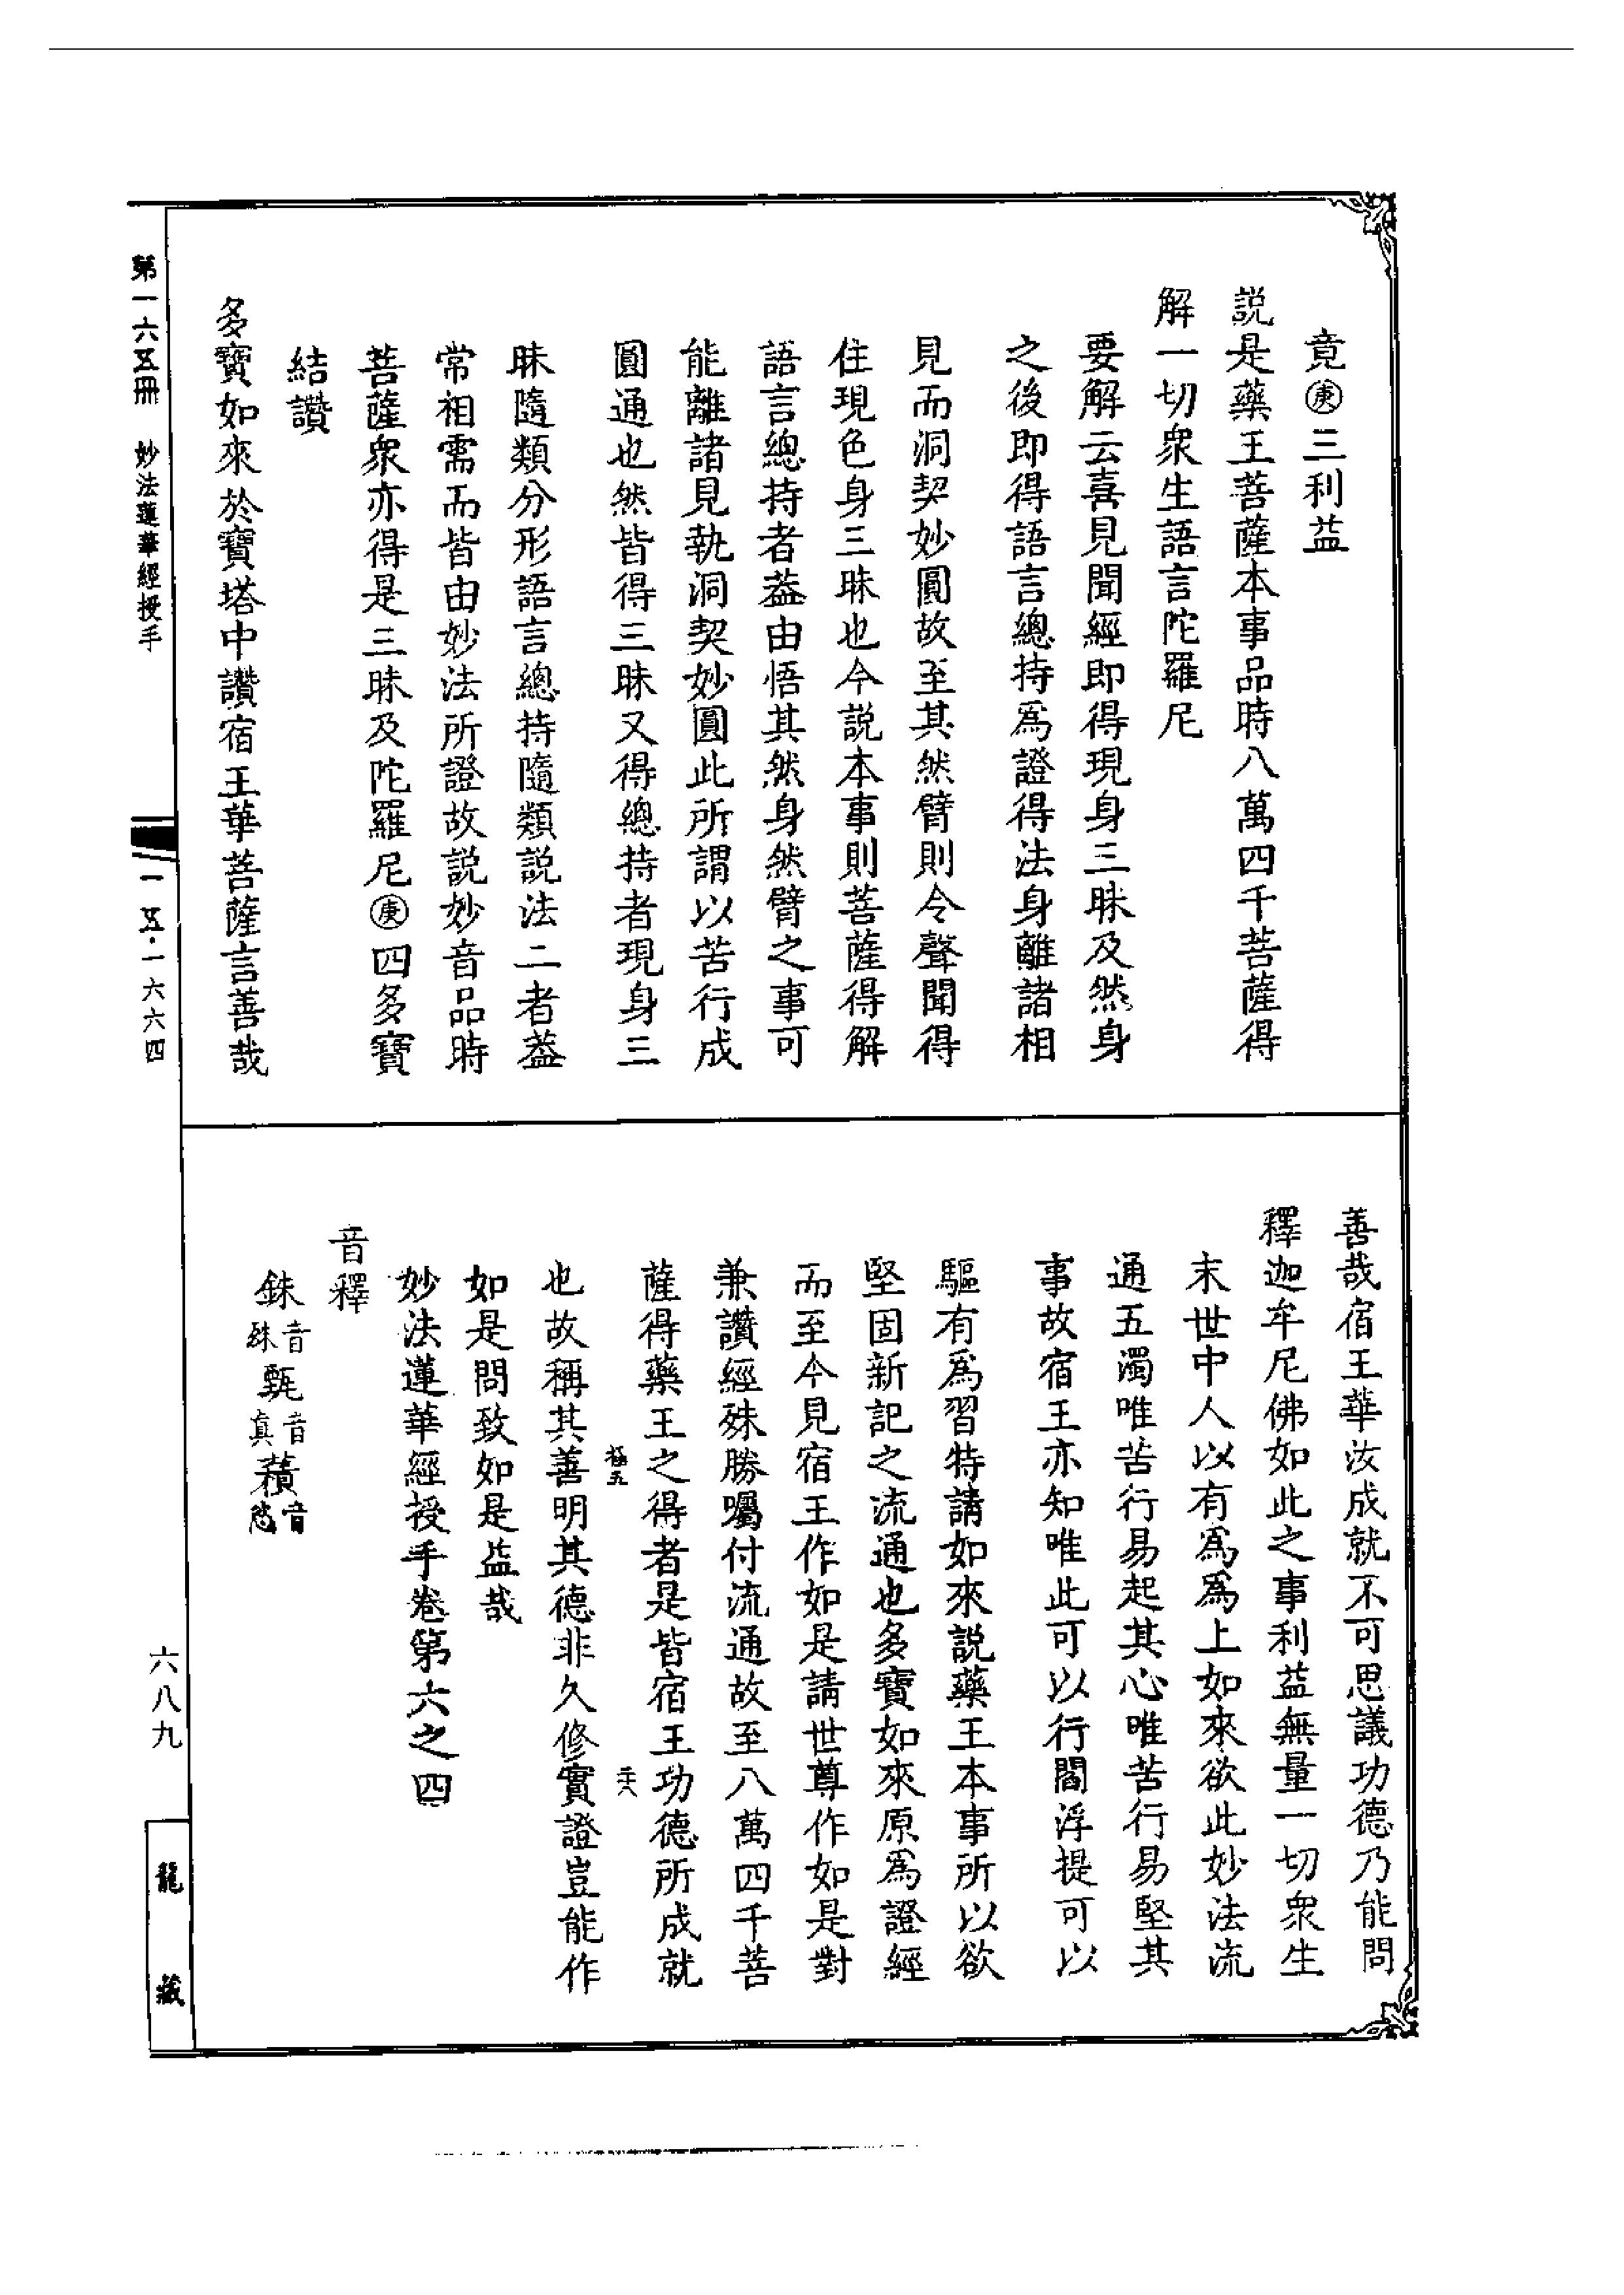 竟㊎三利益
説是藥王菩薩本事品時八萬四千菩薩得
解一切衆生語言陀羅尼
要解云喜見聞經即得現身三昧及然身
之後即得語言總持爲證得法身離諸相
見而洞契妙圓故至其然臂則令聲聞得
住現色身三昧也今説本事則菩薩得解
語言總持者葢由悟其然身然臂之事可
能離諸見執洞契妙圓此所謂以苦行成
圓通也然皆得三昧又得總持者現身三
昧隨類分形語言總持隨類説法二者葢
常相需而皆由妙法所證故説妙音品時
菩薩衆亦得是三昧及陀羅尼庚四多寶
結讚
多寶如來於寶塔中讚宿王華菩薩言善哉
善哉宿王華汝成就不可思議功德乃能問
釋迦牟尼佛如此之事利益無量一切衆生
末世中人以有爲爲上如來欲此妙法流
通五濁唯苦行易起其心唯苦行易堅其
事故宿王亦知唯此可以行閻浮提可以
驅有爲習特請如來説藥王本事所以欲
堅固新記之流通也多寶如來原爲證經
而至今見宿王作如是請世尊作如是對
兼讚經殊勝囑付流通故至八萬四千菩
薩得藥王之得者是皆宿王功德所成就
也故稱其善明其德非久修實證豈能作
如是問致如是益哉
妙法蓮華經授手卷第六之四
音釋
銖音殊甄音真積音
第一六五冊 妙法蓮華經授手
一五·一六六四
六八九
龍藏